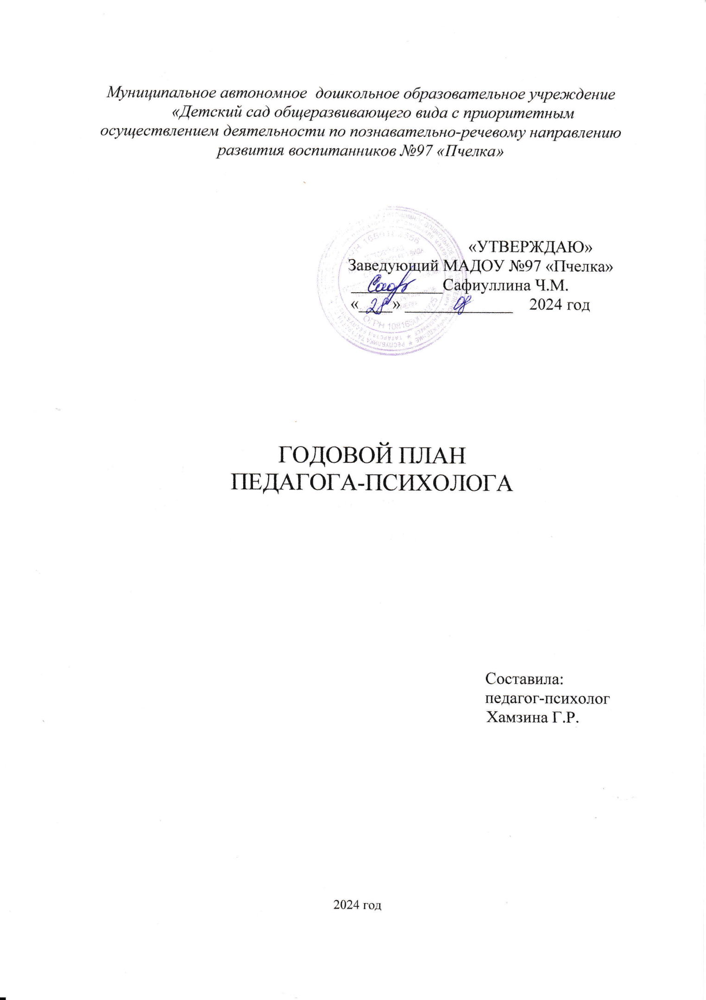 Муниципальное автономное дошкольное образовательное учреждение
«Детский сад общеразвивающего вида с приоритетным
осуществлением деятельности по познавательно-речевому направлению
развития воспитанников №97 «Пчелка»
«УТВЕРЖДАЮ»
Заведующий МАДОУ №97 «Пчелка»
Сафиуллина Ч.М.
«28» 08 2024 год
ГОДОВОЙ ПЛАН
ПЕДАГОГА-ПСИХОЛОГА
Составила:
педагог-психолог
Хамзина Г.Р.
2024 год